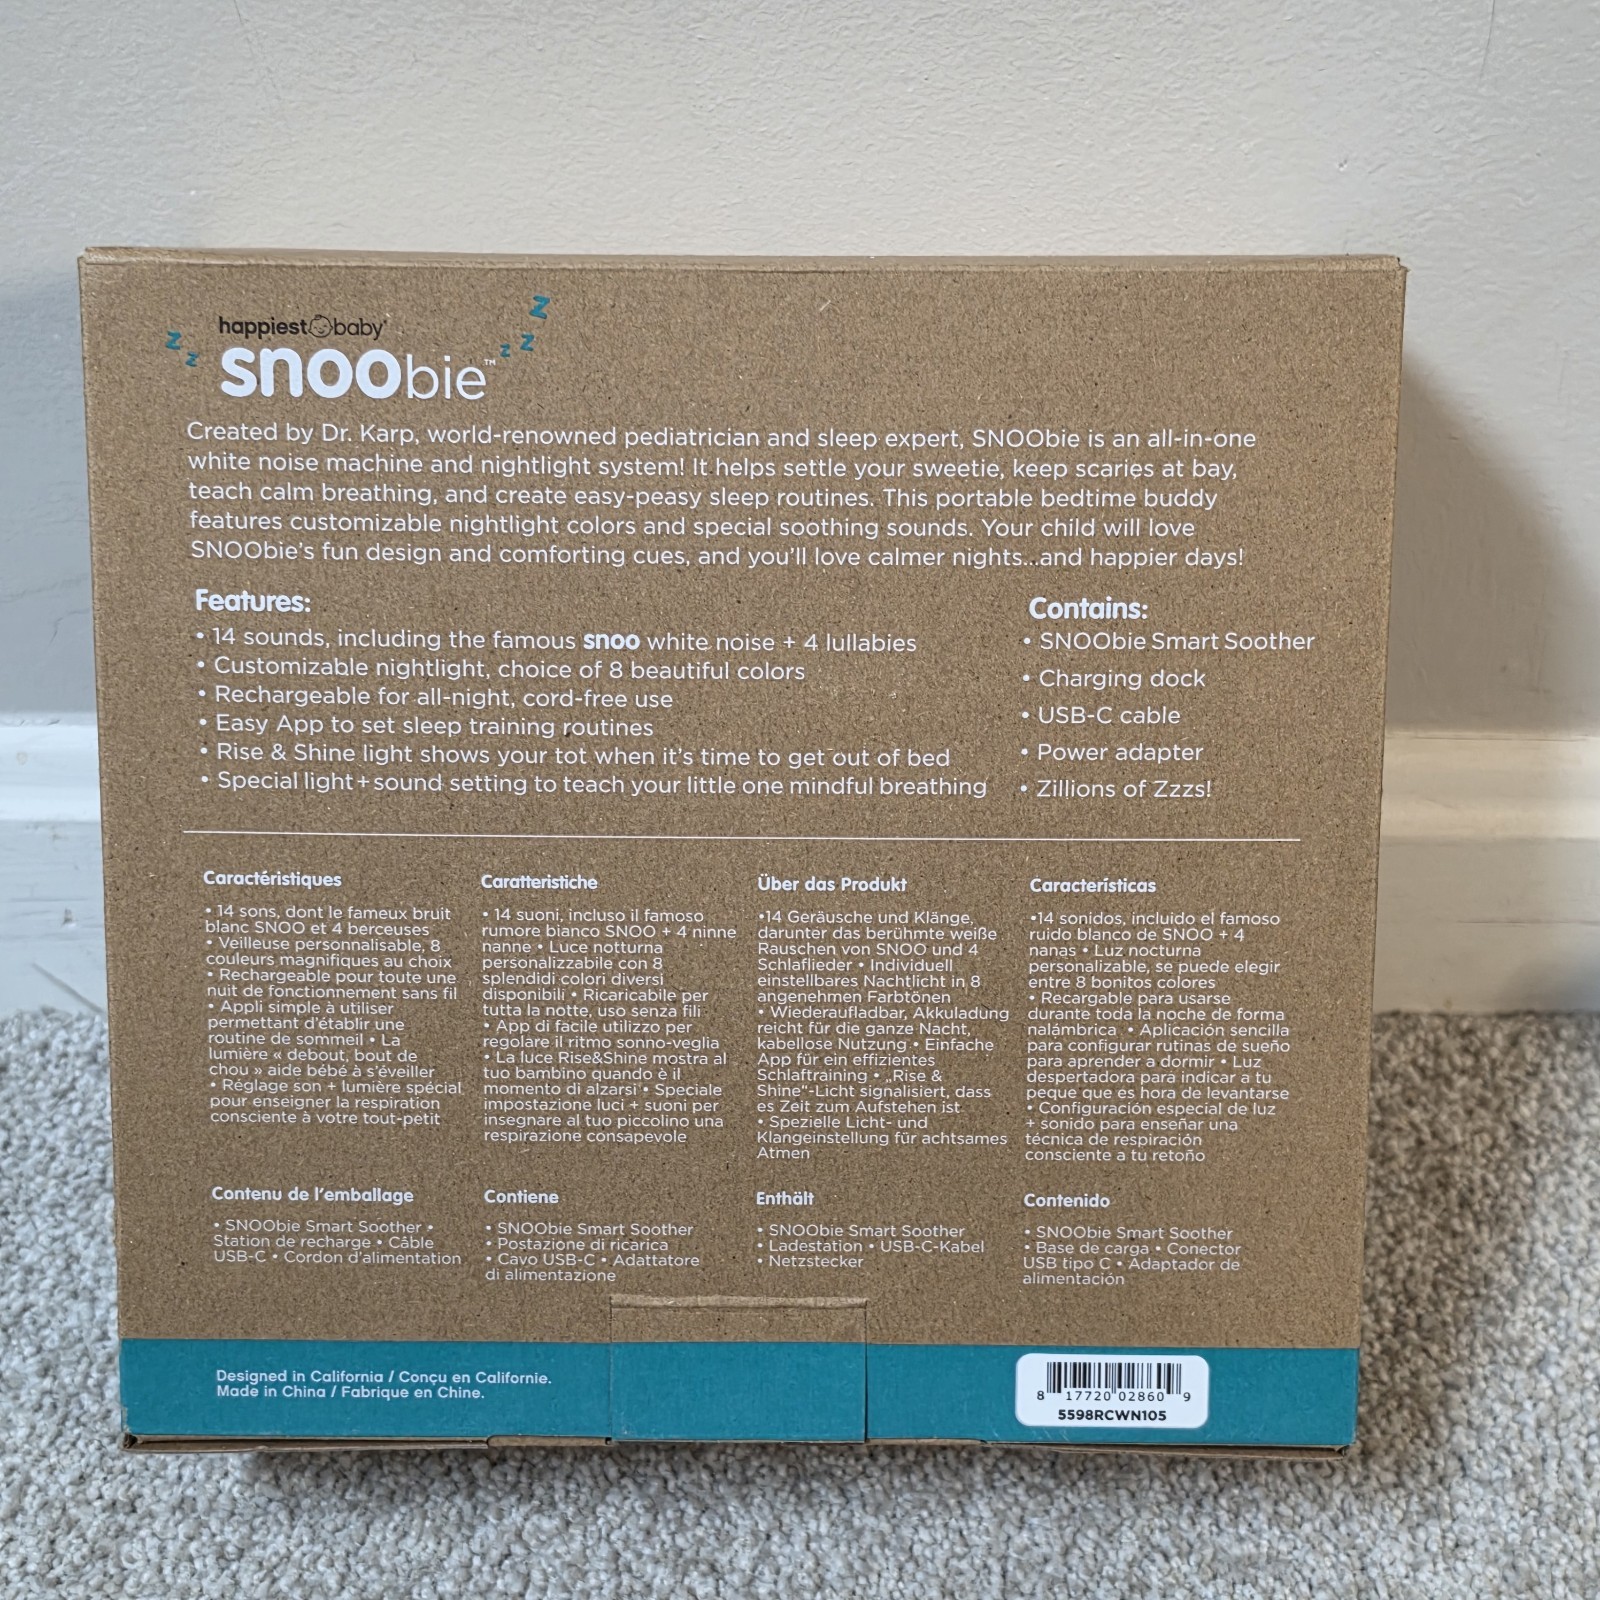 happiest baby
SNOObie™
Created by Dr. Karp, world-renowned pediatrician and sleep expert, SNOObie is an all-in-one
white noise machine and nightlight system! It helps settle your sweetie, keep scaries at bay,
teach calm breathing, and create easy-peasy sleep routines. This portable bedtime buddy
features customizable nightlight colors and special soothing sounds. Your child will love
SNOObie's fun design and comforting cues, and you'll love calmer nights...and happier days!
Features:
• 14 sounds, including the famous snoo white noise + 4 lullabies
• Customizable nightlight, choice of 8 beautiful colors
• Rechargeable for all-night, cord-free use
• Easy App to set sleep training routines
• Rise & Shine light shows your tot when it's time to get out of bed
• Special light + sound setting to teach your little one mindful breathing
Contains:
• SNOObie Smart Soother
• Charging dock
• USB-C cable
• Power adapter
• Zillions of Zzzs!
Caractéristiques
• 14 sons, dont le fameux bruit
blanc SNOO et 4 berceuses
• Veilleuse personnalisable, 8
couleurs magnifiques au choix
• Rechargeable pour toute une
nuit de fonctionnement sans fil
• Appli simple à utiliser
permettant d'établir une
routine de sommeil • La
lumière « debout, bout de
chou » aide bébé à s'éveiller
• Réglage son + lumière spécial
pour enseigner la respiration
consciente à votre tout-petit
Contenu de l'emballage
• SNOObie Smart Soother •
Station de recharge • Câble
USB-C • Cordon d'alimentation
Caratteristiche
• 14 suoni, incluso il famoso
rumore bianco SNOO + 4 ninne
nanne • Luce notturna
personalizzabile con 8
splendidi colori diversi
disponibili • Ricaricabile per
tutta la notte, uso senza fili
• App di facile utilizzo per
regolare il ritmo sonno-veglia
• La luce Rise&Shine mostra al
tuo bambino quando è il
momento di alzarsi • Speciale
impostazione luci + suoni per
insegnare al tuo piccolino una
respirazione consapevole
Contiene
• SNOObie Smart Soother
• Postazione di ricarica
• Cavo USB-C • Adattatore
di alimentazione
Über das Produkt
•14 Geräusche und Klänge,
darunter das berühmte weiße
Rauschen von SNOO und 4
Schlaflieder • Individuell
einstellbares Nachtlicht in 8
angenehmen Farbtönen
• Wiederaufladbar, Akkuladung
reicht für die ganze Nacht,
kabellose Nutzung • Einfache
App für ein effizientes
Schlaftraining • „Rise &
Shine"-Licht signalisiert, dass
es Zeit zum Aufstehen ist
• Spezielle Licht- und
Klangeinstellung für achtsames
Atmen
Enthält
• SNOObie Smart Soother
• Ladestation • USB-C-Kabel
• Netzstecker
Características
•14 sonidos, incluido el famoso
ruido blanco de SNOO + 4
nanas • Luz nocturna
personalizable, se puede elegir
entre 8 bonitos colores
• Recargable para usarse
durante toda la noche de forma
nalámbrica • Aplicación sencilla
para configurar rutinas de sueño
para aprender a dormir • Luz
despertadora para indicar a tu
peque que es hora de levantarse
• Configuración especial de luz
+ sonido para enseñar una
técnica de respiración
consciente a tu retoño
Contenido
• SNOObie Smart Soother
• Base de carga • Conector
USB tipo C • Adaptador de
alimentación
Designed in California / Conçu en Californie.
Made in China / Fabrique en Chine.
8 17720 02860 9
5598RCWN105